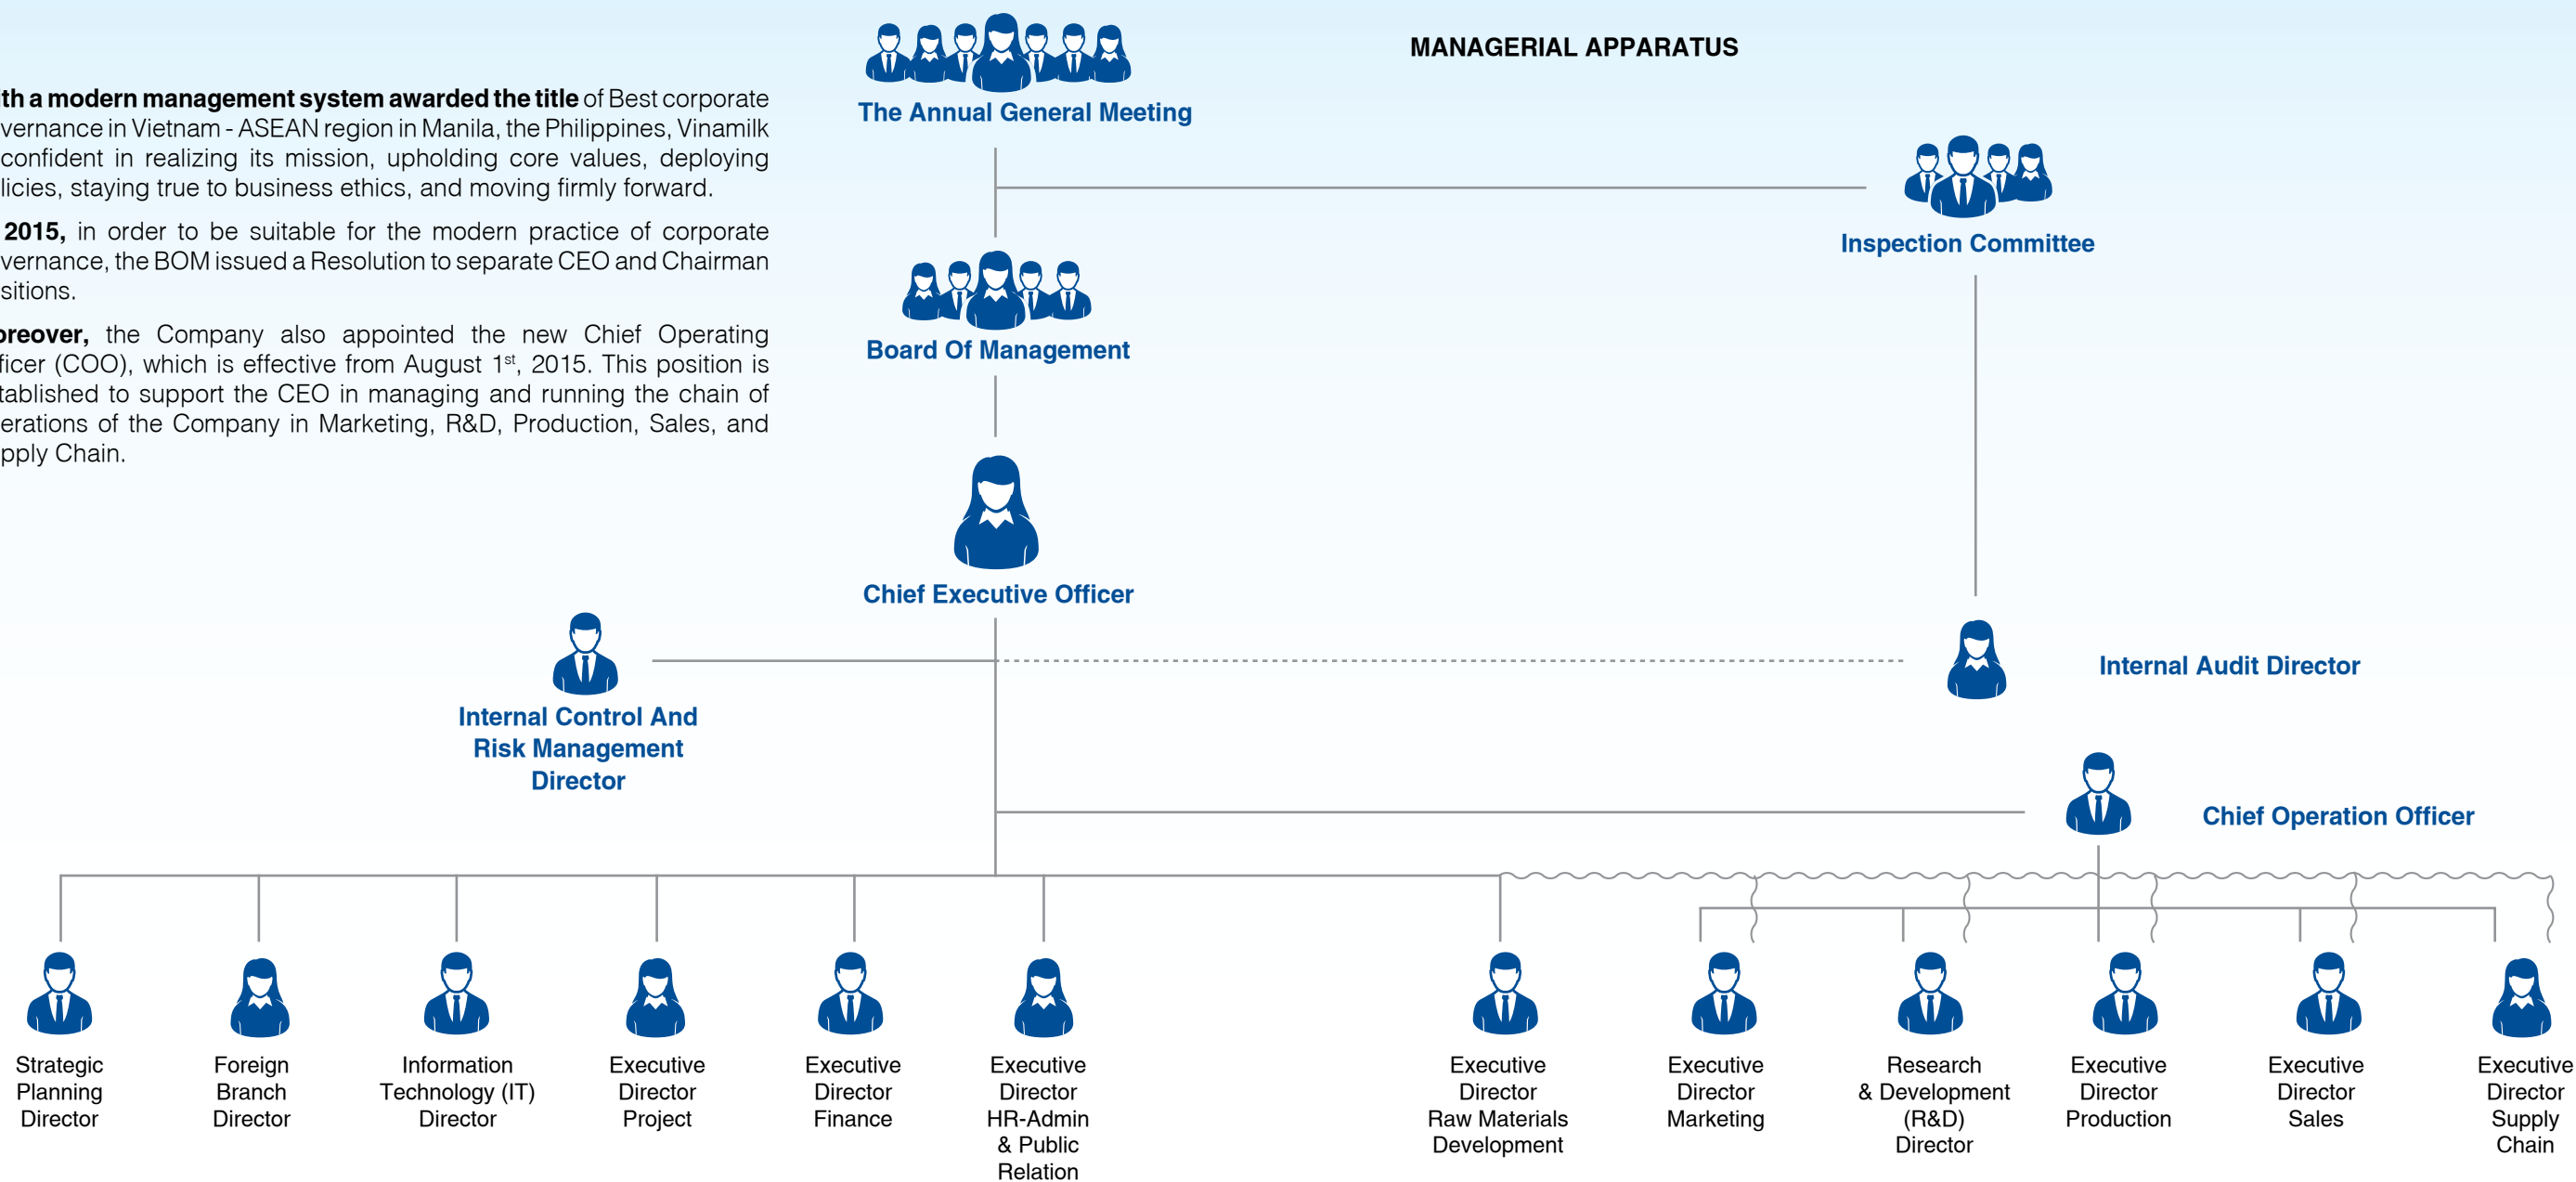 MANAGERIAL APPARATUS
th a modern management system awarded the title of Best corporate
vernance in Vietnam - ASEAN region in Manila, the Philippines, Vinamilk
confident in realizing its mission, upholding core values, deploying
licies, staying true to business ethics, and moving firmly forward.
2015, in order to be suitable for the modern practice of corporate
vernance, the BOM issued a Resolution to separate CEO and Chairman
sitions.
oreover, the Company also appointed the new Chief Operating
ficer (COO), which is effective from August 1st, 2015. This position is
tablished to support the CEO in managing and running the chain of
erations of the Company in Marketing, R&D, Production, Sales, and
pply Chain.
The Annual General Meeting
Inspection Committee
Board Of Management
Chief Executive Officer
Internal Audit Director
Internal Control And
Risk Management
Director
Chief Operation Officer
Strategic
Planning
Director
Foreign
Branch
Director
Information
Technology (IT)
Director
Executive
Director
Project
Executive
Director
Finance
Executive
Director
HR-Admin
& Public
Relation
Executive
Director
Raw Materials
Development
Executive
Director
Marketing
Research
& Development
(R&D)
Director
Executive
Director
Production
Executive
Director
Sales
Executive
Director
Supply
Chain